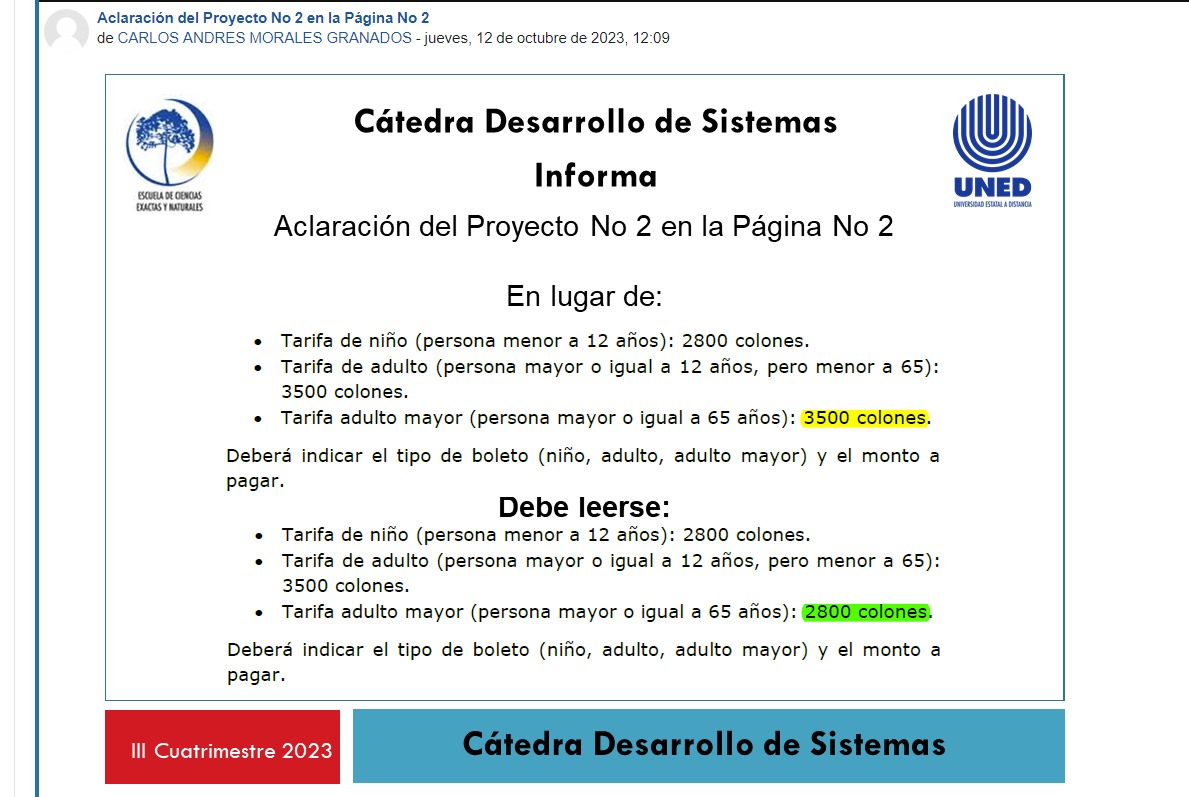 Aclaración del Proyecto No 2 en la Página No 2
de CARLOS ANDRES MORALES GRANADOS - jueves, 12 de octubre de 2023, 12:09
ESCUELA DE CIENCIAS
EXACTAS Y NATURALES
Cátedra Desarrollo de Sistemas
Informa
UNED
UNIVERSIDAD ESTATAL A DISTANCIA
Aclaración del Proyecto No 2 en la Página No 2
En lugar de:
• Tarifa de niño (persona menor a 12 años): 2800 colones.
• Tarifa de adulto (persona mayor o igual a 12 años, pero menor a 65):
3500 colones.
• Tarifa adulto mayor (persona mayor o igual a 65 años): 3500 colones.
Deberá indicar el tipo de boleto (niño, adulto, adulto mayor) y el monto a
pagar.
Debe leerse:
• Tarifa de niño (persona menor a 12 años): 2800 colones.
• Tarifa de adulto (persona mayor o igual a 12 años, pero menor a 65):
3500 colones.
• Tarifa adulto mayor (persona mayor o igual a 65 años): 2800 colones.
Deberá indicar el tipo de boleto (niño, adulto, adulto mayor) y el monto a
pagar.
III Cuatrimestre 2023
Cátedra Desarrollo de Sistemas